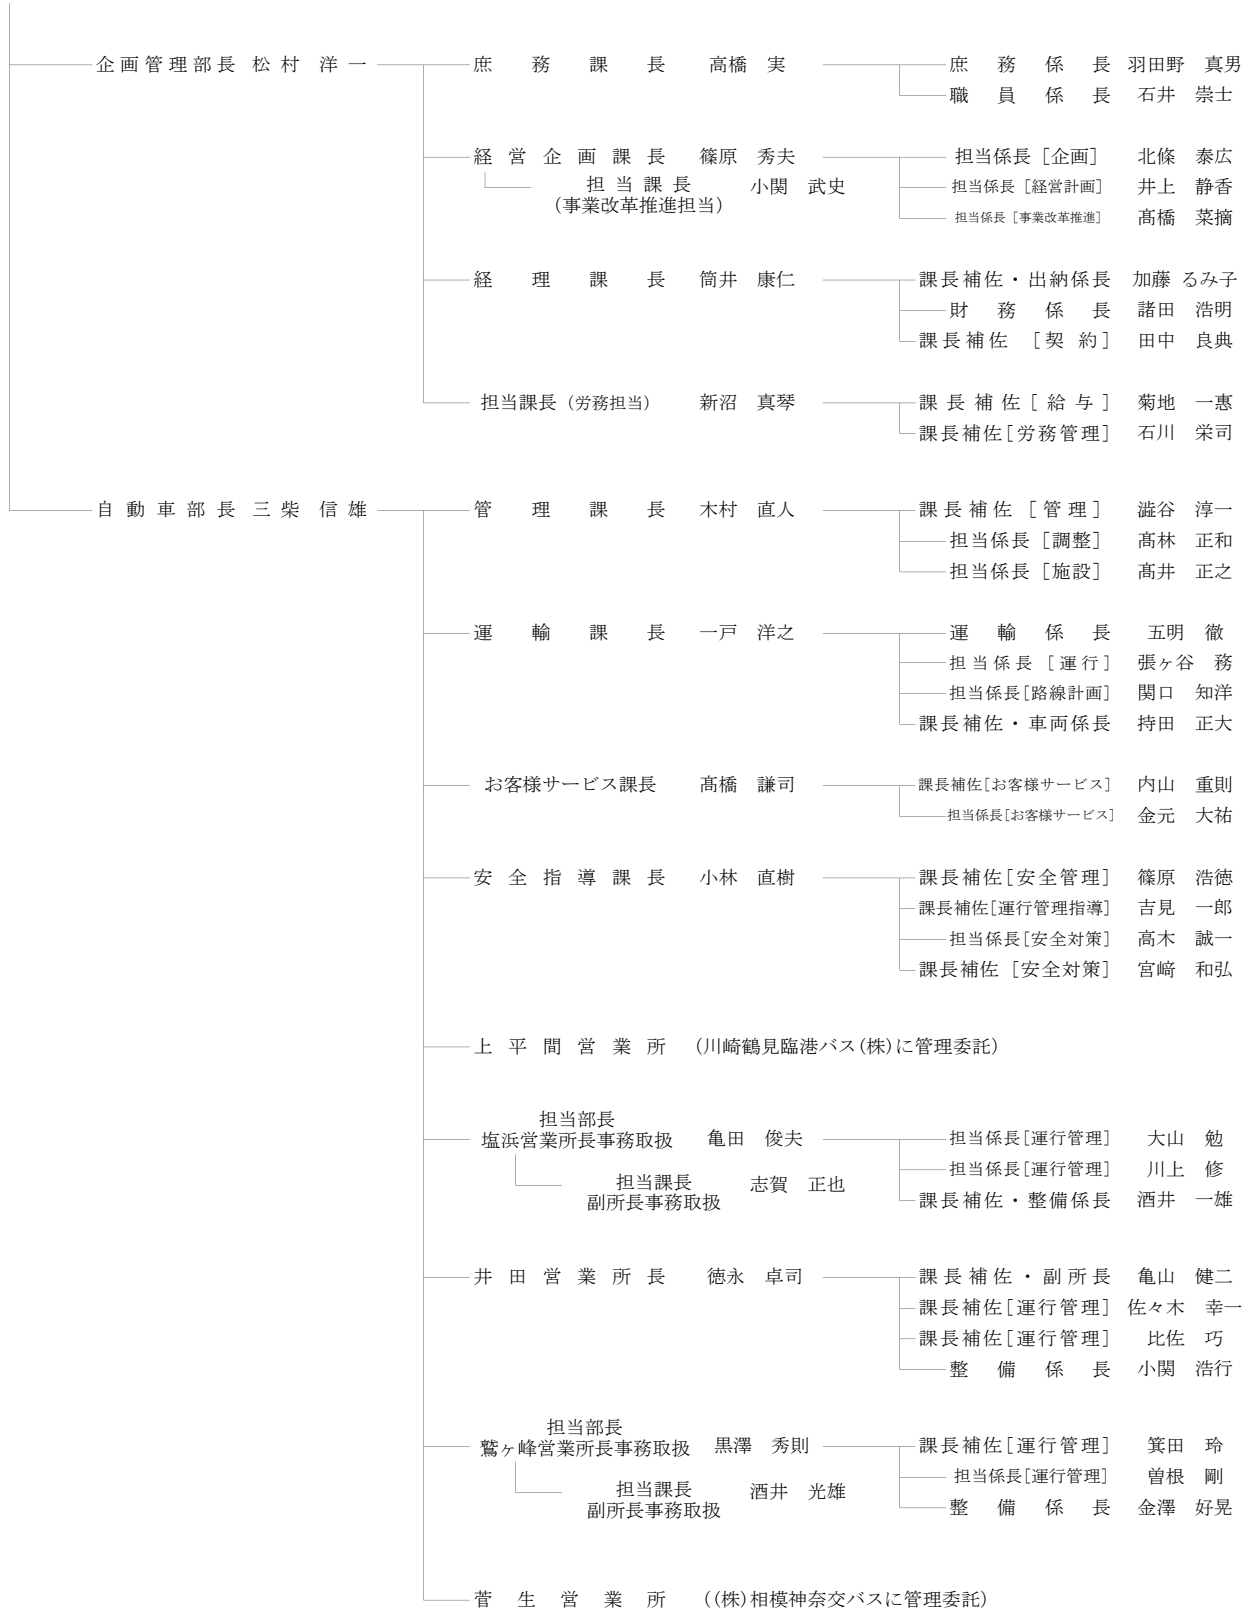 企画管理部長 松村 洋一 庶務課長 高橋 実 庶務係長 羽田野 真男
職員係長 石井 崇士
経営企画課長 篠原 秀夫 担当係長［企画］ 北條 泰広
担当課長 小関 武史 担当係長［経営計画］ 井上 静香
（事業改革推進担当） 担当係長［事業改革推進］ 髙橋 菜摘
経理課長 筒井 康仁 課長補佐・出納係長 加藤 るみ子
財務係長 諸田 浩明
課長補佐［契約］ 田中 良典
担当課長（労務担当） 新沼 真琴 課長補佐［給与］ 菊地 一惠
課長補佐［労務管理］ 石川 栄司
自動車部長 三柴 信雄 管理課長 木村 直人 課長補佐［管理］ 澁谷 淳一
担当係長［調整］ 髙林 正和
担当係長［施設］ 髙井 正之
運輸課長 一戸 洋之 運輸係長 五明 徹
担当係長［運行］ 張ヶ谷 務
担当係長［路線計画］ 関口 知洋
課長補佐・車両係長 持田 正大
お客様サービス課長 髙橋 謙司 課長補佐［お客様サービス］ 内山 重則
担当係長［お客様サービス］ 金元 大祐
安全指導課長 小林 直樹 課長補佐［安全管理］ 篠原 浩徳
課長補佐［運行管理指導］ 吉見 一郎
担当係長［安全対策］ 高木 誠一
課長補佐［安全対策］ 宮﨑 和弘
上平間営業所 （川崎鶴見臨港バス（株）に管理委託）
担当部長
塩浜営業所長事務取扱 亀田 俊夫 担当係長［運行管理］ 大山 勉
担当係長［運行管理］ 川上 修
担当課長 志賀 正也
副所長事務取扱 課長補佐・整備係長 酒井 一雄
井田営業所長 徳永 卓司 課長補佐・副所長 亀山 健二
課長補佐［運行管理］ 佐々木 幸一
課長補佐［運行管理］ 比佐 巧
整備係長 小関 浩行
担当部長
鷲ヶ峰営業所長事務取扱 黒澤 秀則 課長補佐［運行管理］ 箕田 玲
担当係長［運行管理］ 曽根 剛
担当課長 酒井 光雄
副所長事務取扱 整備係長 金澤 好晃
菅生営業所 （（株）相模神奈交バスに管理委託）